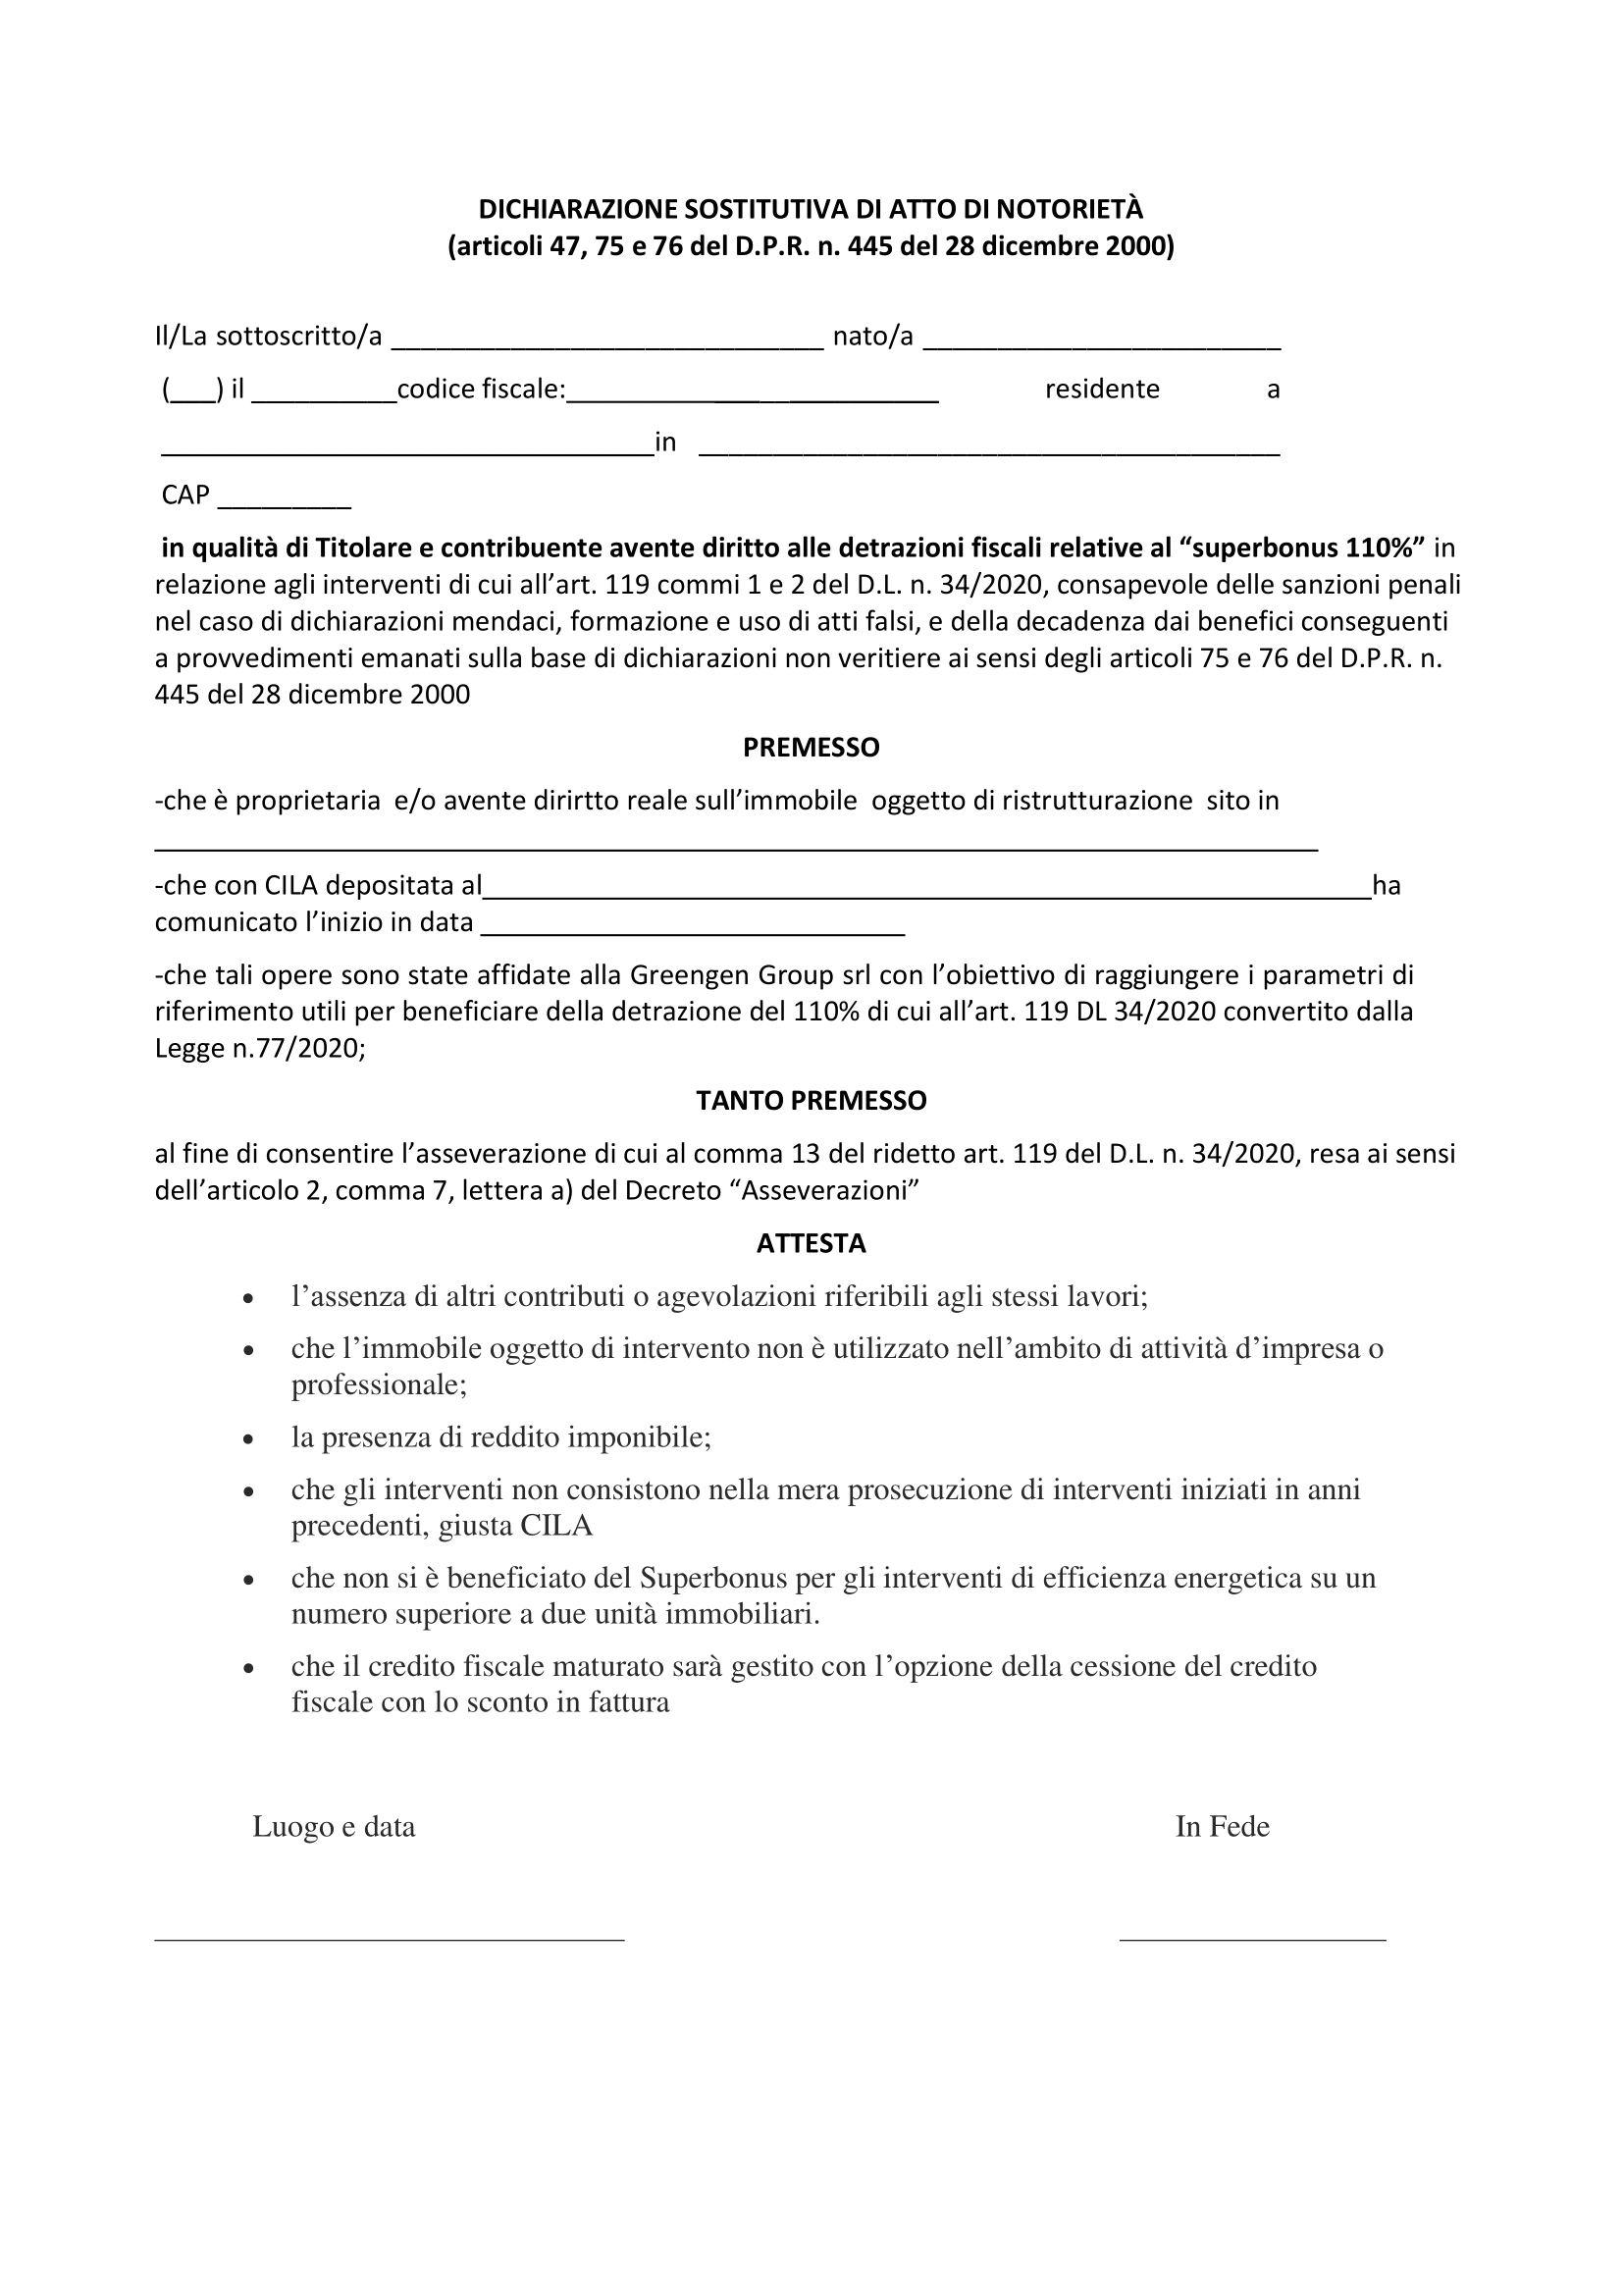 DICHIARAZIONE SOSTITUTIVA DI ATTO DI NOTORIETÀ
(articoli 47, 75 e 76 del D.P.R. n. 445 del 28 dicembre 2000)
Il/La sottoscritto/a _____________________________ nato/a ________________________
(___) il __________codice fiscale:_________________________ residente a
_________________________________in _______________________________________
CAP _________
in qualità di Titolare e contribuente avente diritto alle detrazioni fiscali relative al “superbonus 110%” in
relazione agli interventi di cui all’art. 119 commi 1 e 2 del D.L. n. 34/2020, consapevole delle sanzioni penali
nel caso di dichiarazioni mendaci, formazione e uso di atti falsi, e della decadenza dai benefici conseguenti
a provvedimenti emanati sulla base di dichiarazioni non veritiere ai sensi degli articoli 75 e 76 del D.P.R. n.
445 del 28 dicembre 2000
PREMESSO
-che è proprietaria e/o avente dirirtto reale sull’immobile oggetto di ristrutturazione sito in
______________________________________________________________________________
-che con CILA depositata al____________________________________________________________ha
comunicato l’inizio in data ____________________________
-che tali opere sono state affidate alla Greengen Group srl con l’obiettivo di raggiungere i parametri di
riferimento utili per beneficiare della detrazione del 110% di cui all’art. 119 DL 34/2020 convertito dalla
Legge n.77/2020;
TANTO PREMESSO
al fine di consentire l’asseverazione di cui al comma 13 del ridetto art. 119 del D.L. n. 34/2020, resa ai sensi
dell’articolo 2, comma 7, lettera a) del Decreto “Asseverazioni”
ATTESTA
• l’assenza di altri contributi o agevolazioni riferibili agli stessi lavori;
• che l’immobile oggetto di intervento non è utilizzato nell’ambito di attività d’impresa o
professionale;
• la presenza di reddito imponibile;
• che gli interventi non consistono nella mera prosecuzione di interventi iniziati in anni
precedenti, giusta CILA
• che non si è beneficiato del Superbonus per gli interventi di efficienza energetica su un
numero superiore a due unità immobiliari.
• che il credito fiscale maturato sarà gestito con l’opzione della cessione del credito
fiscale con lo sconto in fattura
Luogo e data In Fede
______________________________ _________________